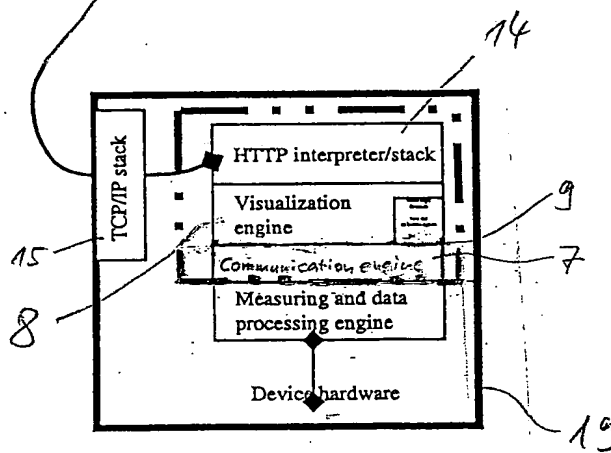 14
HTTP interpreter/stack
TCP/IP stack
Visualization
engine
9
15
Communication engine
7
8
Measuring and data
processing engine
Device hardware
19